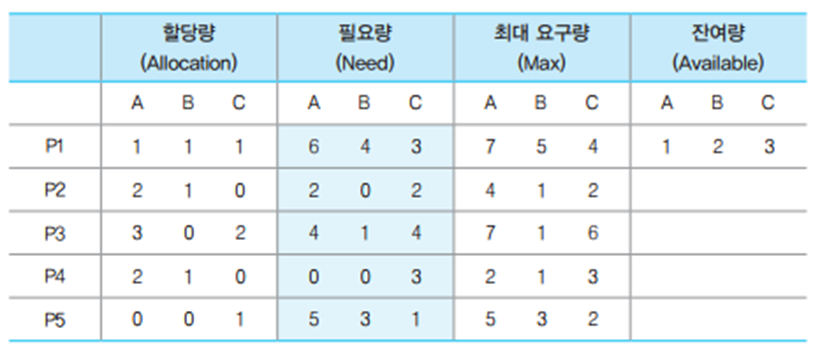 할당량 필요량 최대 요구량 잔여량
(Allocation) (Need) (Max) (Available)
A B C A B C A B C A B C
P1 1 1 1 6 4 3 7 5 4 1 2 3
P2 2 1 0 2 0 2 4 1 2
P3 3 0 2 4 1 4 7 1 6
P4 2 1 0 0 0 3 2 1 3
P5 0 0 1 5 3 1 5 3 2